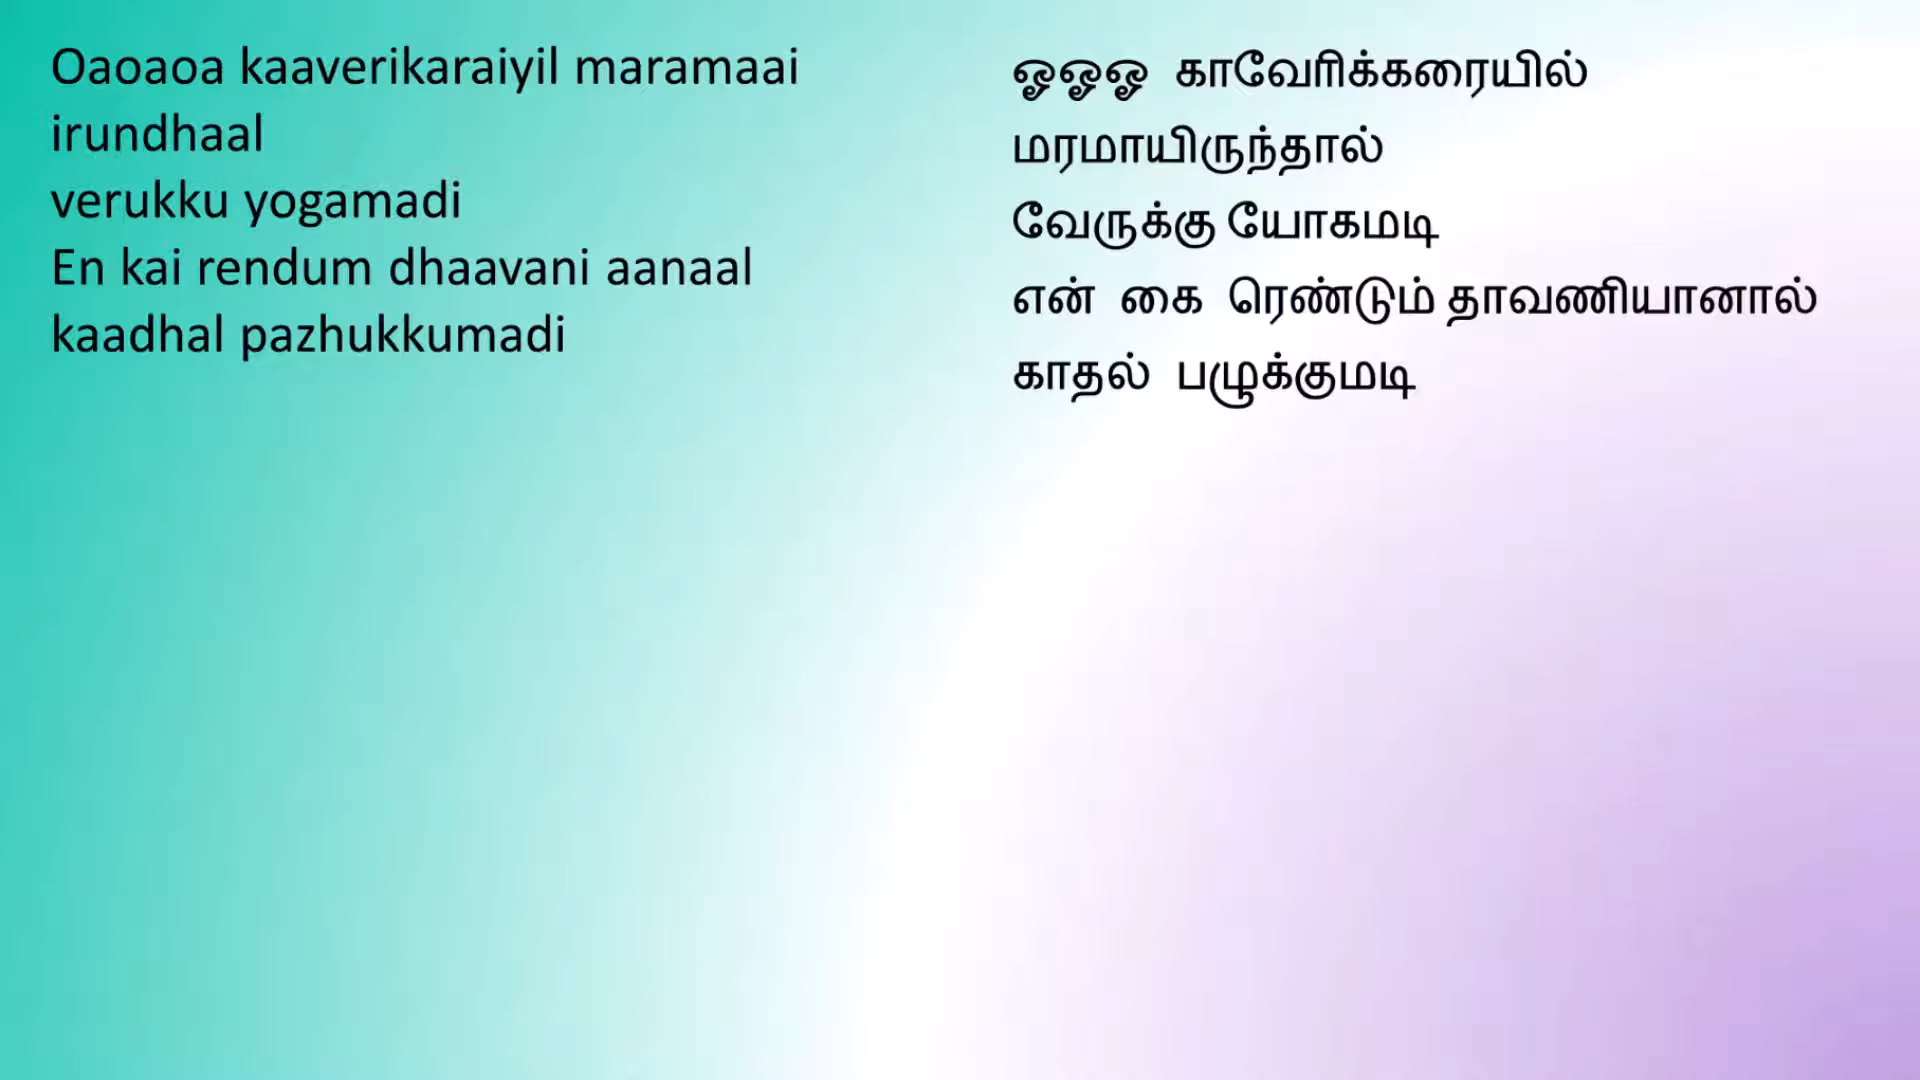 Oaoaoa kaaverikaraiyil maramaai
irundhaal
verukku yogamadi
En kai rendum dhaavani aanaal
kaadhal pazhukkumadi
ஓஓஓ காவேரிக்கரையில்
மரமாயிருந்தால்
வேருக்கு யோகமடி
என் கை ரெண்டும் தாவணியானால்
காதல் பழுக்குமடி